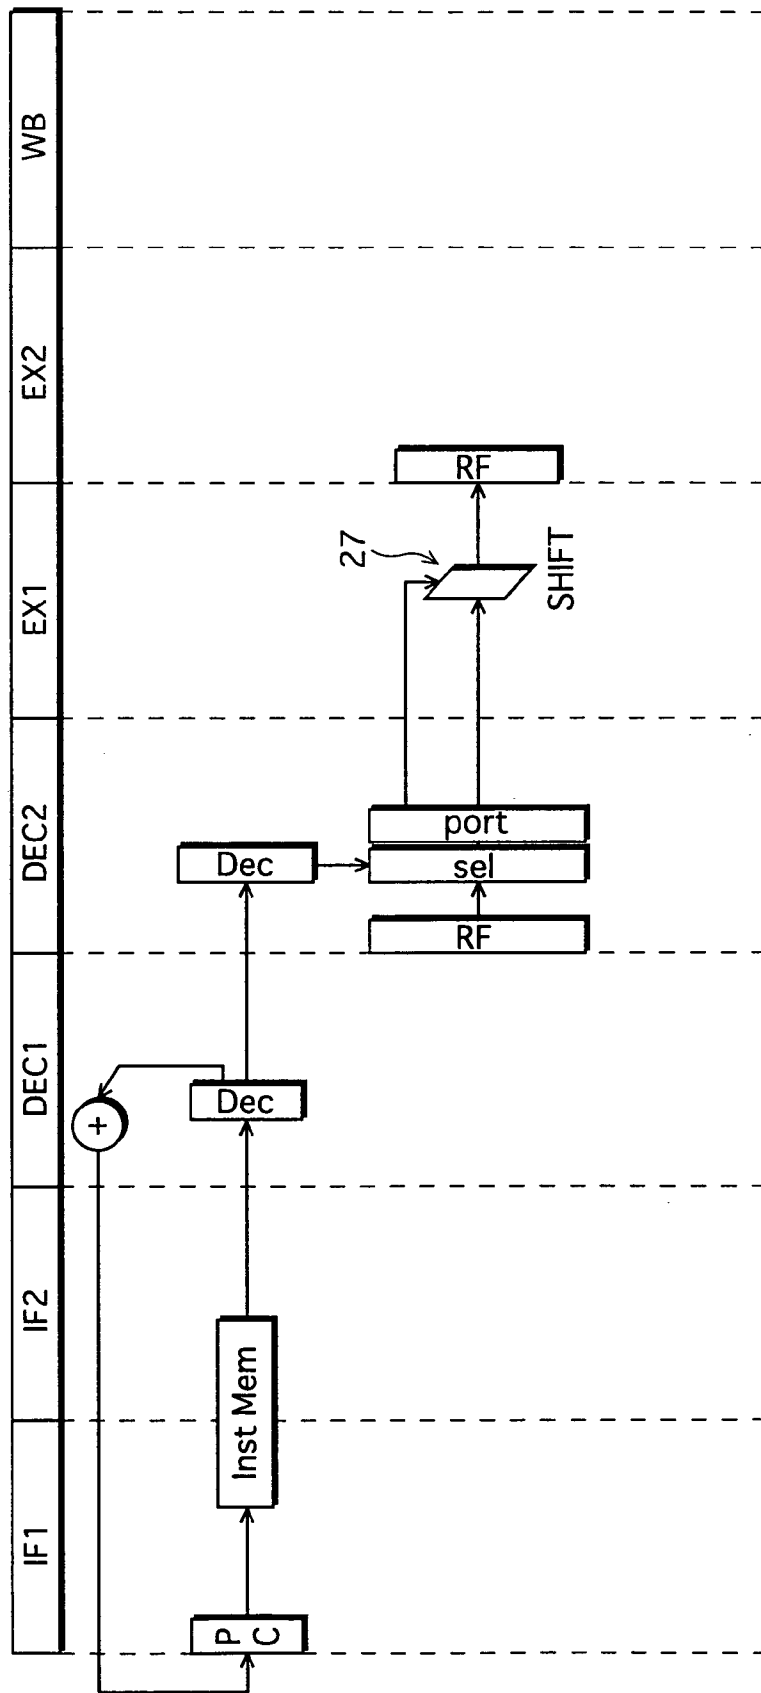 IF1
IF2
DEC1
DEC2
EX1
EX2
WB
+
P
C
Inst Mem
Dec
Dec
RF
sel
port
27
SHIFT
RF